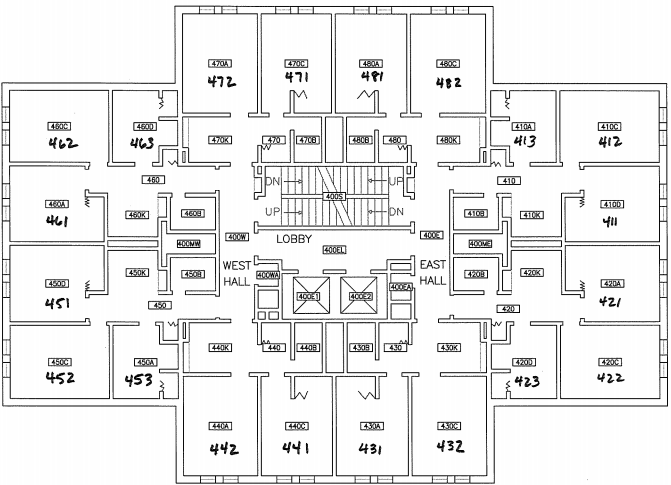 470A 470C 480A 480C
472 471 481 482
460C 460D 410A 410C
462 463 413 412
470K 470 470B 480B 480 480K
460 DN UP 410
400S
460A 410D
461 460K 460B UP DN 410B 410K 411
400W LOBBY 400E
400MW 400EL 400ME
WEST HALL EAST HALL
450K 450B 400WA 400EA 420B 420K
450D 420A
451 400E1 400E2 421
450 420
440K 440 440B 430B 430 430K
450C 450A 420D 420C
452 453 423 422
440A 440C 430A 430C
442 441 431 432